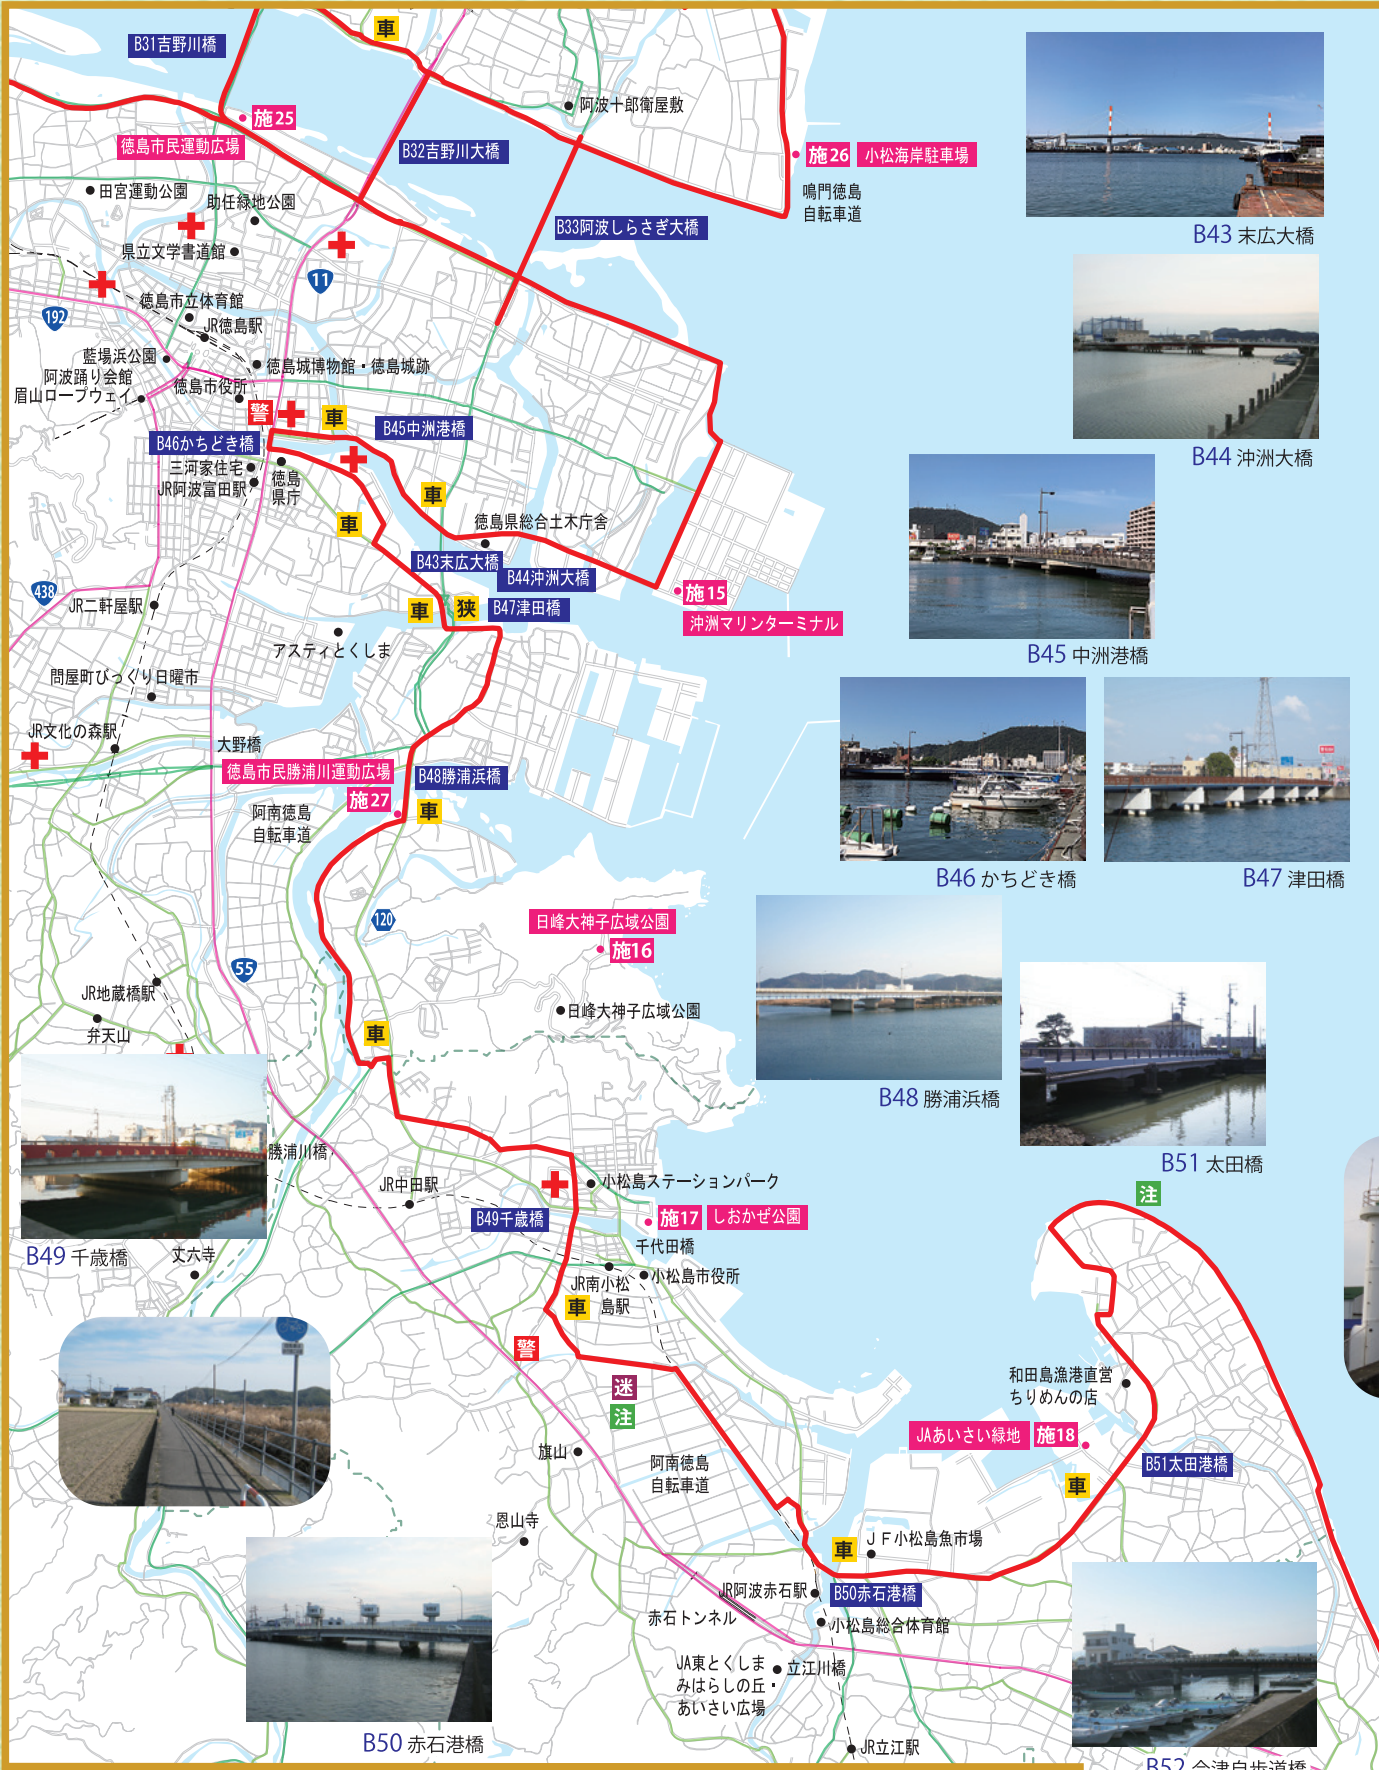 車
B31吉野川橋
阿波十郎衛屋敷
施25
徳島市民運動広場
B32吉野川大橋
施26 小松海岸駐車場
鳴門徳島
自転車道
田宮運動公園
助任緑地公園
B33阿波しらさぎ大橋
B43 末広大橋
県立文学書道館
11
192
徳島市立体育館
JR徳島駅
藍場浜公園
徳島城博物館・徳島城跡
阿波踊り会館
眉山ロープウェイ
徳島市役所
警
車
B45中洲港橋
B46かちどき橋
B44 沖洲大橋
三河家住宅
JR阿波富田駅
徳島
県庁
車
車
徳島県総合土木庁舎
B43末広大橋
B44沖洲大橋
438
JR二軒屋駅
車
狭
B47津田橋
施15
沖洲マリンターミナル
アスティとくしま
B45 中洲港橋
問屋町びっくり日曜市
JR文化の森駅
大野橋
徳島市民勝浦川運動広場
B48勝浦浜橋
施27
車
阿南徳島
自転車道
B46 かちどき橋
B47 津田橋
120
日峰大神子広域公園
施16
55
JR地蔵橋駅
日峰大神子広域公園
弁天山
車
B48 勝浦浜橋
勝浦川橋
B51 太田橋
JR中田駅
小松島ステーションパーク
注
B49千歳橋
施17 しおかぜ公園
千代田橋
B49 千歳橋
丈六寺
JR南小松
島駅
小松島市役所
車
警
迷
注
和田島漁港直営
ちりめんの店
JAあいさい緑地 施18
旗山
阿南徳島
自転車道
B51太田港橋
車
恩山寺
車
JF小松島魚市場
JR阿波赤石駅
B50赤石港橋
赤石トンネル
小松島総合体育館
JA東とくしま
みはらしの丘・
あいさい広場
立江川橋
B50 赤石港橋
JR立江駅
B52 今津自歩道橋